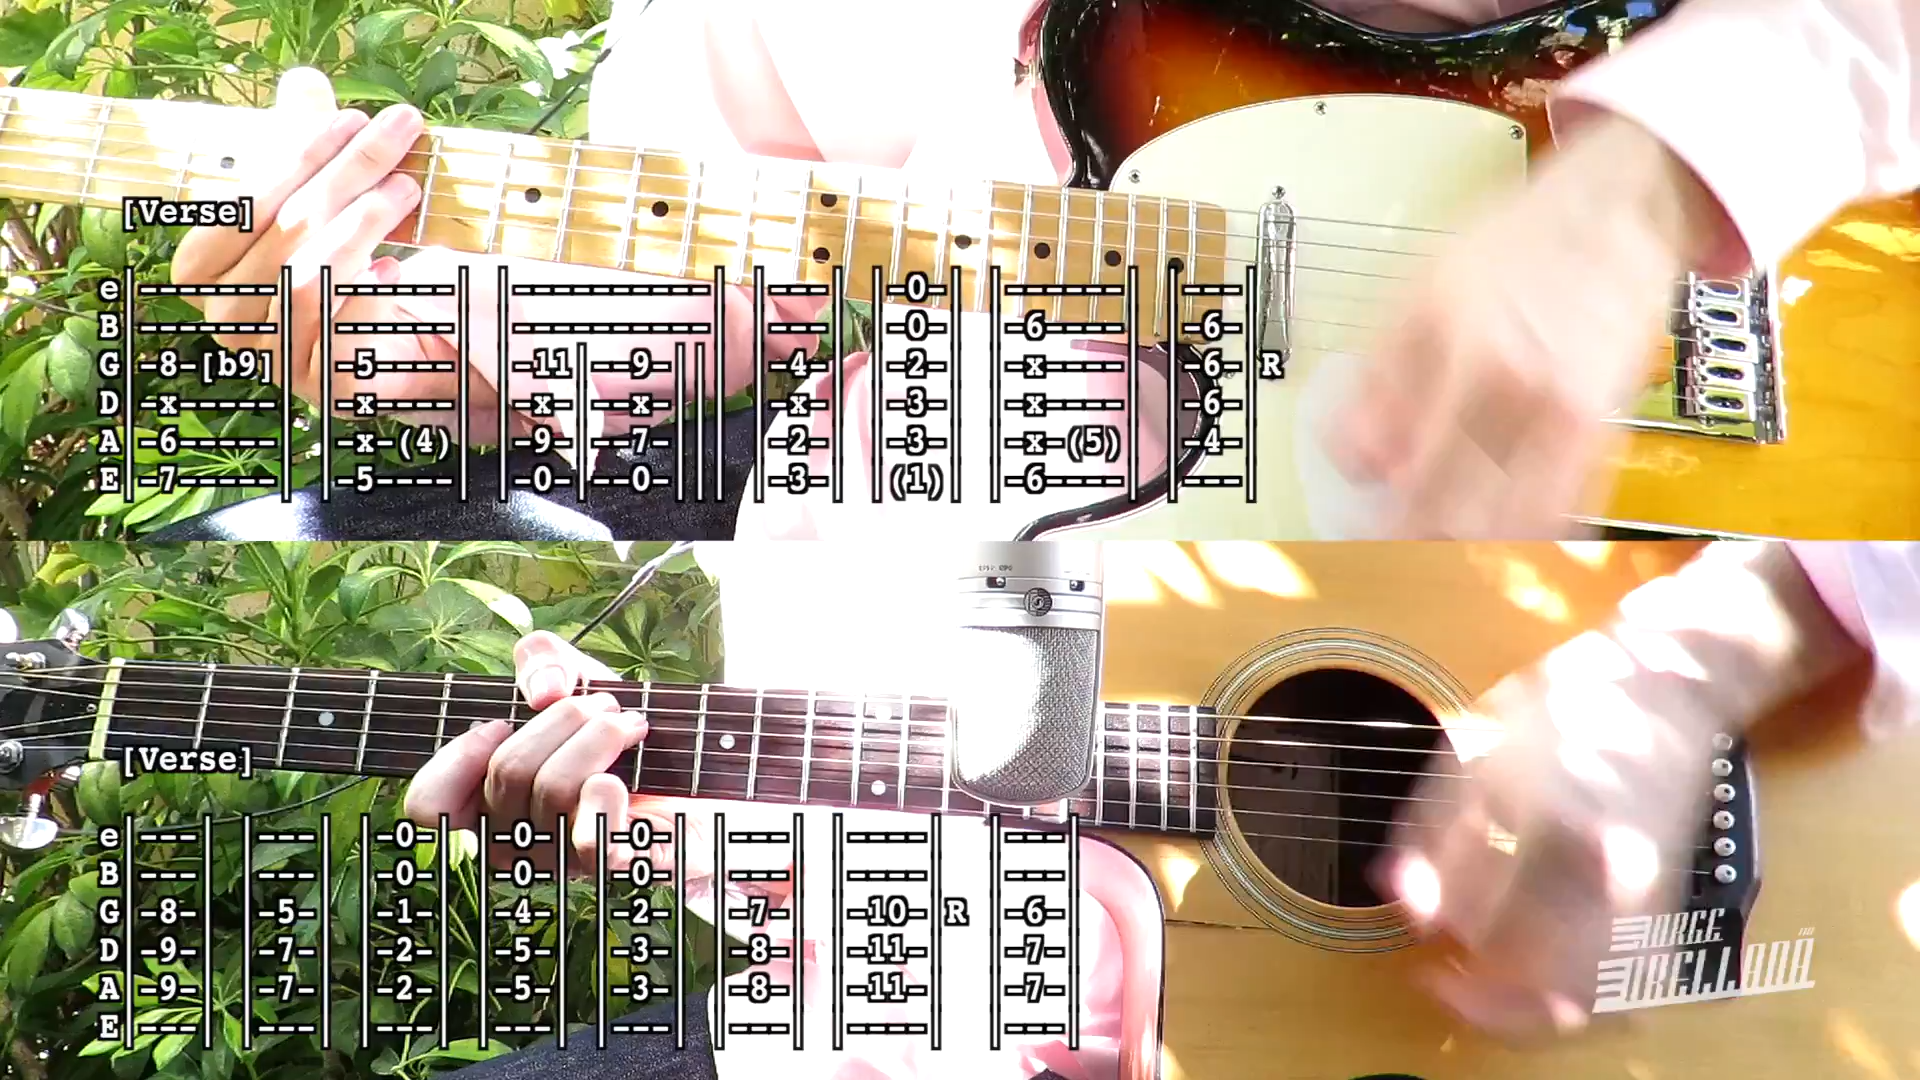 [Verse]
e|-------| |------| |----------| |---| |-0-| |------| |---|
B|-------| |------| |----------| |---| |-0-| |-6----| |-6-|
G|-8-[b9]| |-5----| |-11|--9-||| |-4-| |-2-| |-x----| |-6-|R
D|-x-----| |-x----| |-x-|--x-||| |-x-| |-3-| |-x----| |-6-|
A|-6-----| |-x-(4)| |-9-|--7-||| |-2-| |-3-| |-x-(5)| |-4-|
E|-7-----| |-5----| |-0-|--0-||| |-3-| |(1)| |-6----| |---|
[Verse]
e|---| |---| |-0-| |-0-| |-0-| |---| |----| |---|
B|---| |---| |-0-| |-0-| |-0-| |---| |----| |---|
G|-8-| |-5-| |-1-| |-4-| |-2-| |-7-| |-10-|R|-6-|
D|-9-| |-7-| |-2-| |-5-| |-3-| |-8-| |-11-| |-7-|
A|-9-| |-7-| |-2-| |-5-| |-3-| |-8-| |-11-| |-7-|
E|---| |---| |---| |---| |---| |---| |----| |---|
JORGE
ORELLANA